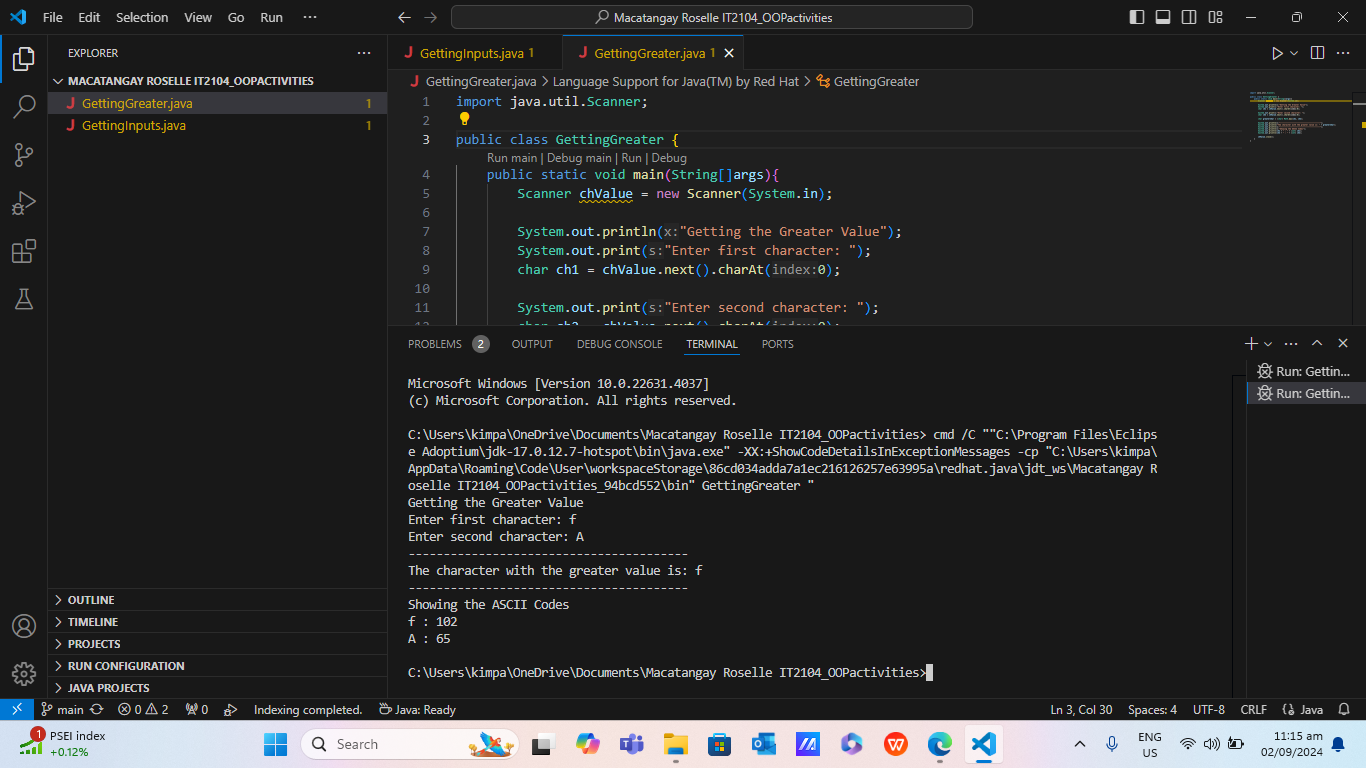 File Edit Selection View Go Run ···
Macatangay Roselle IT2104_OOPactivities
EXPLORER
MACATANGAY ROSELLE IT2104_OOPACTIVITIES
GettingGreater.java 1
GettingInputs.java 1
OUTLINE
TIMELINE
PROJECTS
RUN CONFIGURATION
JAVA PROJECTS
GettingInputs.java 1
GettingGreater.java 1
GettingGreater.java > Language Support for Java(TM) by Red Hat > GettingGreater
1 import java.util.Scanner;
2
3 public class GettingGreater {
Run main | Debug main | Run | Debug
4 public static void main(String[]args){
5 Scanner chValue = new Scanner(System.in);
6
7 System.out.println(x:"Getting the Greater Value");
8 System.out.print(s:"Enter first character: ");
9 char ch1 = chValue.next().charAt(index:0);
10
11 System.out.print(s:"Enter second character: ");
12 char ch2 = chValue.next().charAt(index:0);
PROBLEMS 2 OUTPUT DEBUG CONSOLE TERMINAL PORTS
Run: Gettin...
Run: Gettin...
Microsoft Windows [Version 10.0.22631.4037]
(c) Microsoft Corporation. All rights reserved.
C:\Users\kimpa\OneDrive\Documents\Macatangay Roselle IT2104_OOPactivities> cmd /C ""C:\Program Files\Eclips
e Adoptium\jdk-17.0.12.7-hotspot\bin\java.exe" -XX:+ShowCodeDetailsInExceptionMessages -cp "C:\Users\kimpa\
AppData\Roaming\Code\User\workspaceStorage\86cd034adda7a1ec216126257e63995a\redhat.java\jdt_ws\Macatangay R
oselle IT2104_OOPactivities_94bcd552\bin" GettingGreater "
Getting the Greater Value
Enter first character: f
Enter second character: A
----------------------------------------
The character with the greater value is: f
----------------------------------------
Showing the ASCII Codes
f : 102
A : 65
C:\Users\kimpa\OneDrive\Documents\Macatangay Roselle IT2104_OOPactivities>
main 0 2 0 Indexing completed. Java: Ready
Ln 3, Col 30 Spaces: 4 UTF-8 CRLF {} Java
1
PSEI index
+0.12%
Search
ENG
US
11:15 am
02/09/2024